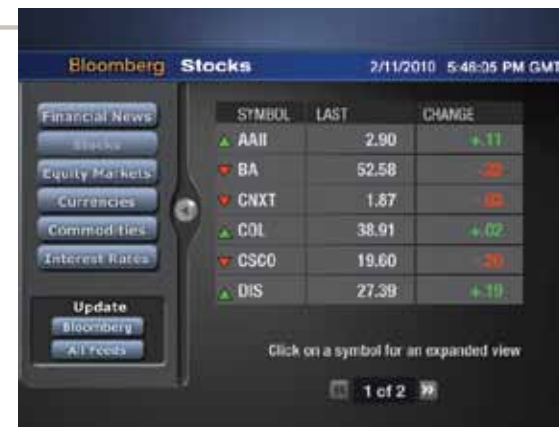 Bloomberg Stocks 2/11/2010 5:46:05 PM GMT
Financial News
Stocks
Equity Markets
Currencies
Commodities
Interest Rates
Update
Bloomberg
All Feeds
SYMBOL LAST CHANGE
AAII 2.90 +.11
BA 52.58
CNXT 1.87
COL 38.91 +.02
CSCO 19.60
DIS 27.39 +.19
Click on a symbol for an expanded view
1 of 2